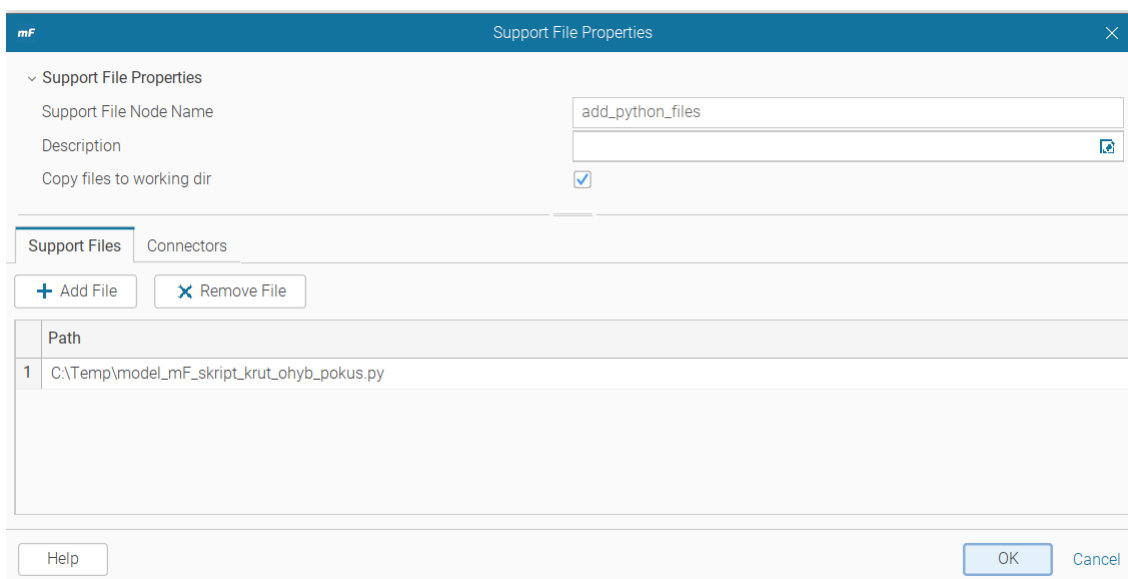 mF Support File Properties
Support File Properties
Support File Node Name add_python_files
Description
Copy files to working dir
Support Files Connectors
Add File Remove File
Path
1 C:\Temp\model_mF_skript_krut_ohyb_pokus.py
Help OK Cancel